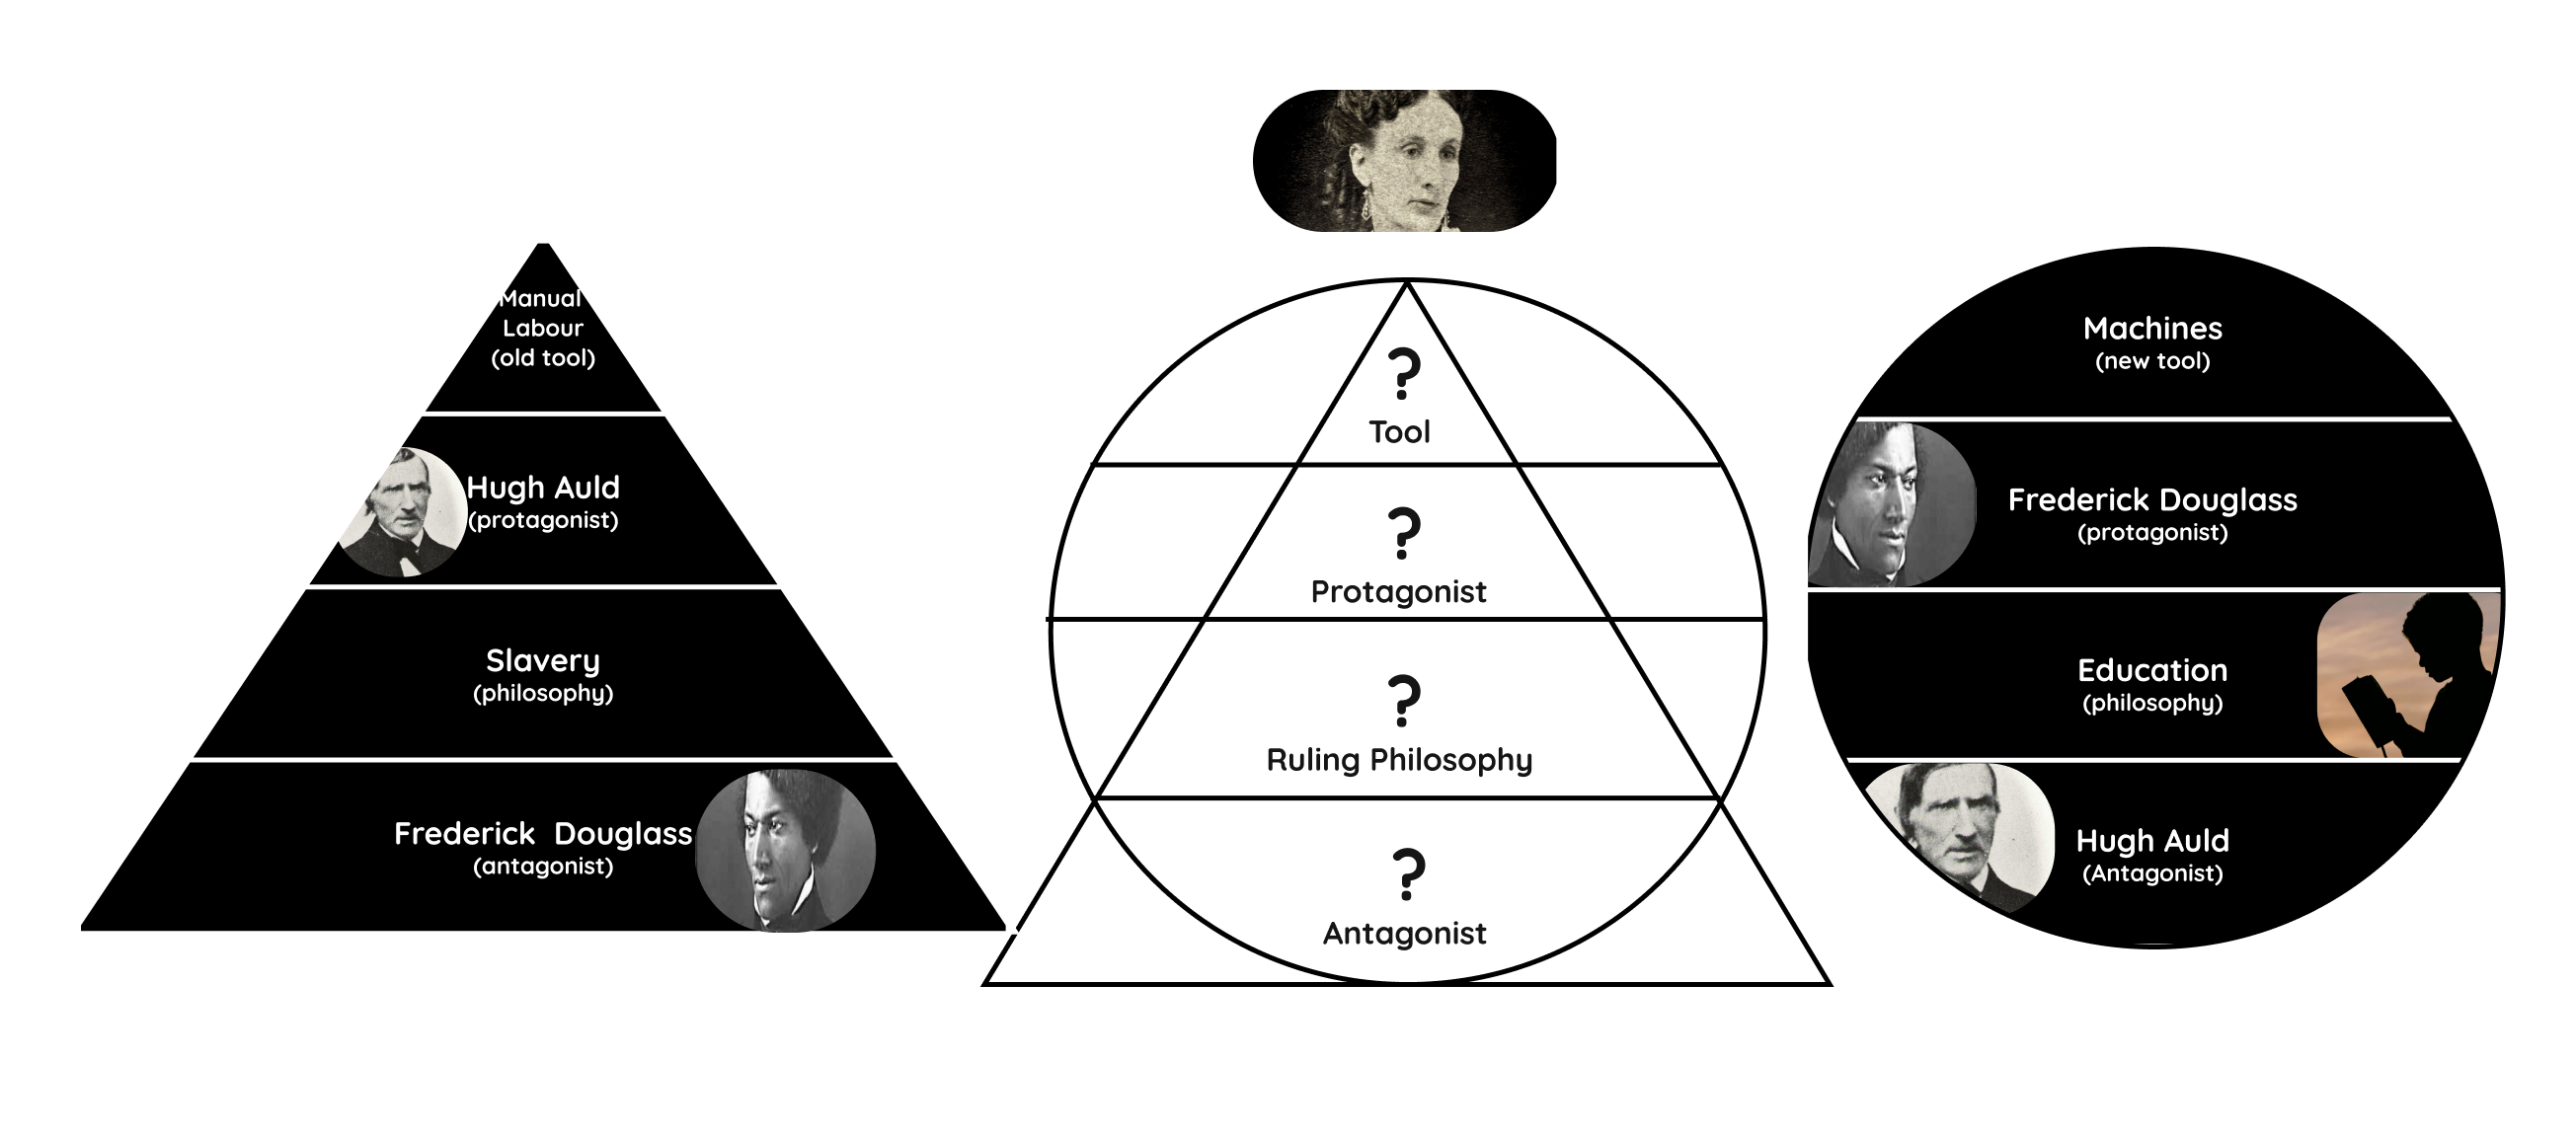 Manual
Labour
(old tool)
Hugh Auld
(protagonist)
Slavery
(philosophy)
Frederick  Douglass
(antagonist)
?
Tool
?
Protagonist
?
Ruling Philosophy
?
Antagonist
Machines
(new tool)
Frederick Douglass
(protagonist)
Education
(philosophy)
Hugh Auld
(Antagonist)